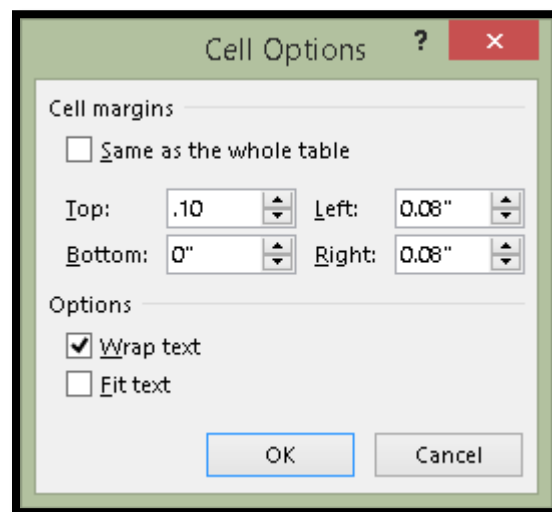 Cell Options ? ×
Cell margins
Same as the whole table
Top: .10 Left: 0.08"
Bottom: 0" Right: 0.08"
Options
Wrap text
Fit text
OK Cancel